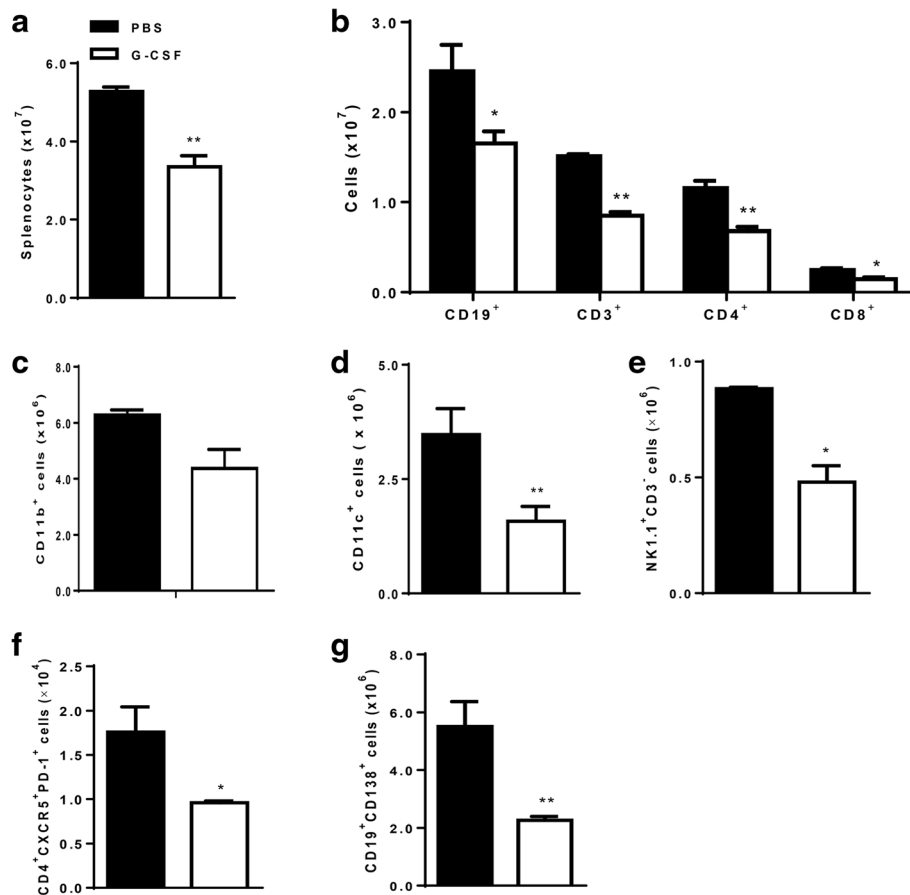 a
PBS
G-CSF
Splenocytes (x10⁷)
6.0
4.0
2.0
0.0
**
b
Cells (x10⁷)
3.0
2.0
1.0
0.0
*
**
**
*
CD19⁺
CD3⁺
CD4⁺
CD8⁺
c
CD11b⁺ cells (x10⁶)
8.0
6.0
4.0
2.0
0.0
d
CD11c⁺ cells ( x 10⁶)
5.0
2.5
0.0
**
e
NK1.1⁺CD3⁻ cells (×10⁶)
1.0
0.5
0.0
*
f
CD4⁺CXCR5⁺PD-1⁺ cells (×10⁴)
2.5
2.0
1.5
1.0
0.5
0.0
*
g
CD19⁺CD138⁺ cells (x10⁶)
8.0
6.0
4.0
2.0
0.0
**